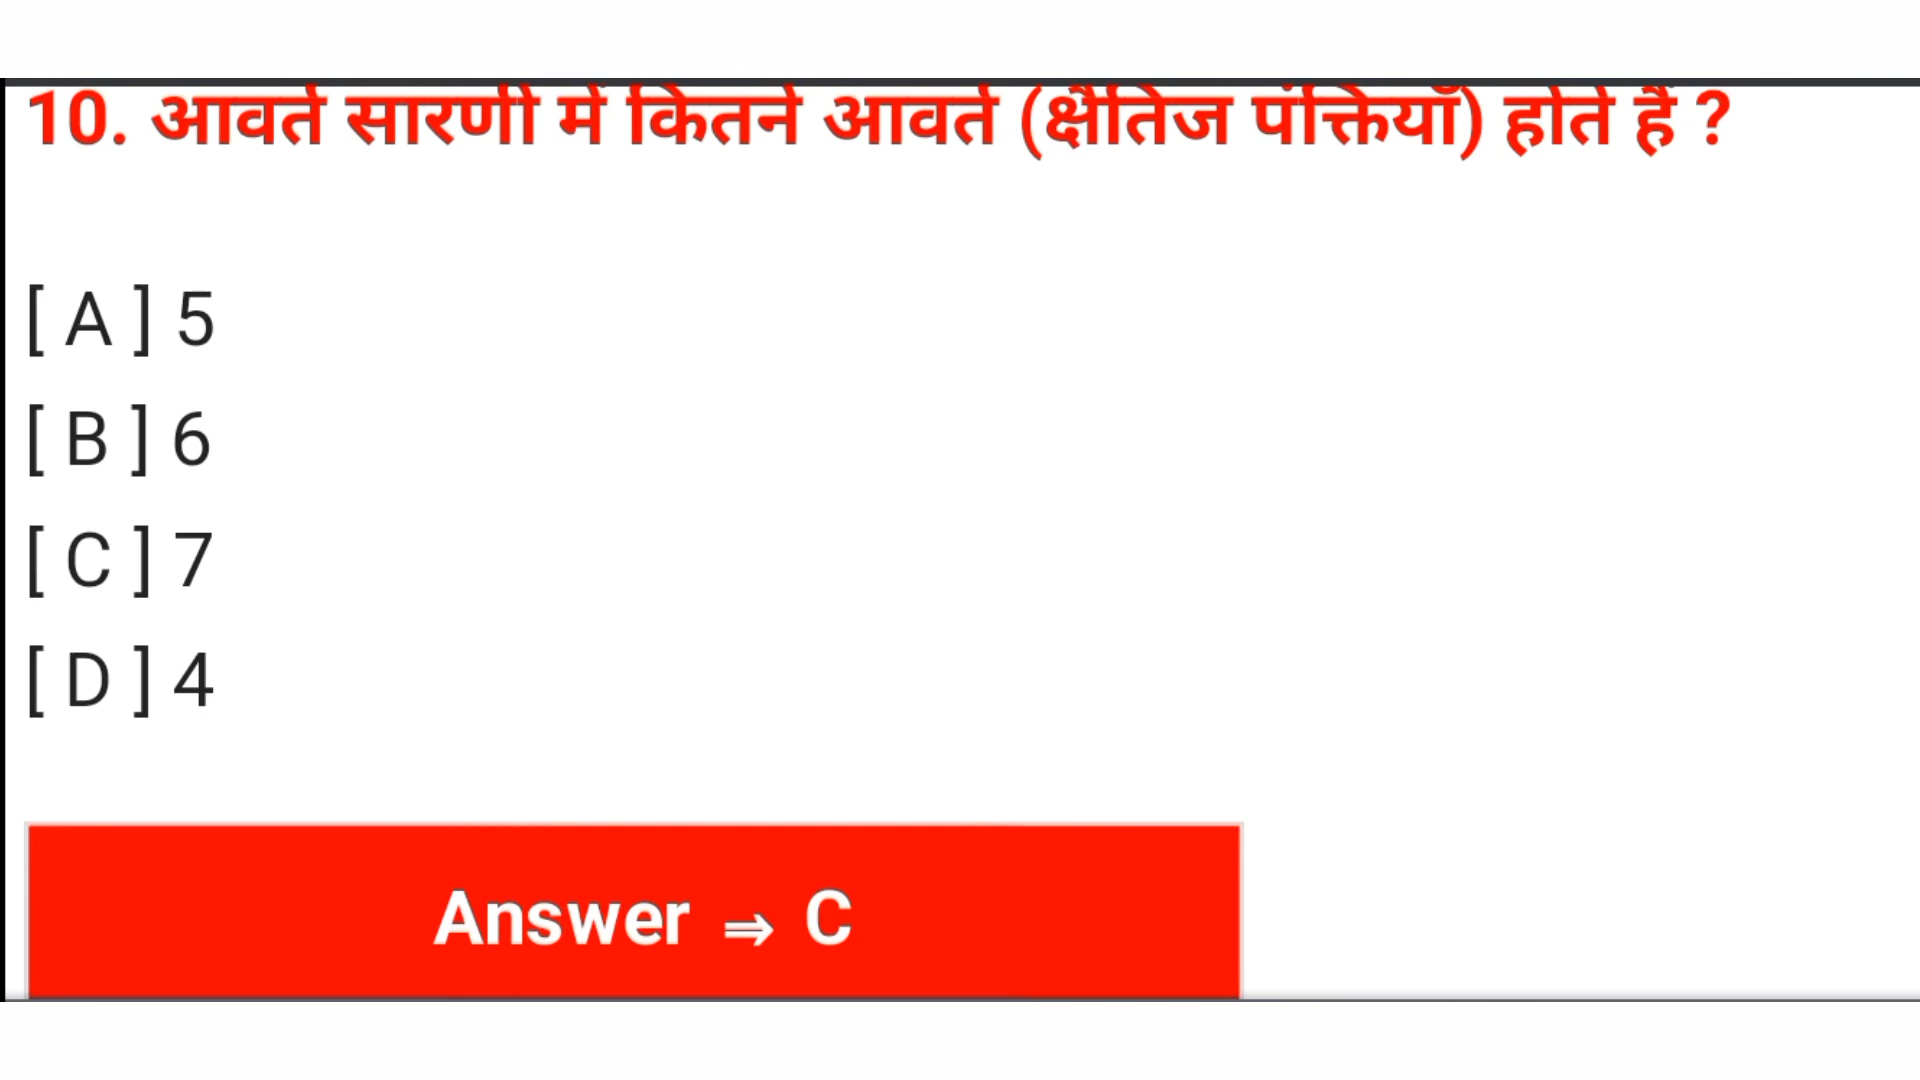 10. आवर्त सारणी में कितने आवर्त (क्षैतिज पंक्तियाँ) होते हैं ?
[ A ] 5
[ B ] 6
[ C ] 7
[ D ] 4
Answer ⇒ C